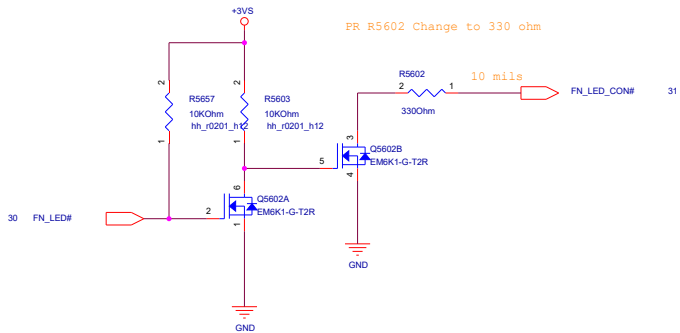 +3VS
PR R5602 Change to 330 ohm
2
R5657
10KOhm
hh_r0201_h12
1
2
R5603
10KOhm
hh_r0201_h12
1
R5602
2
1
330Ohm
10 mils
FN_LED_CON#
31
3
5
Q5602B
EM6K1-G-T2R
4
6
Q5602A
EM6K1-G-T2R
2
1
30
FN_LED#
GND
GND